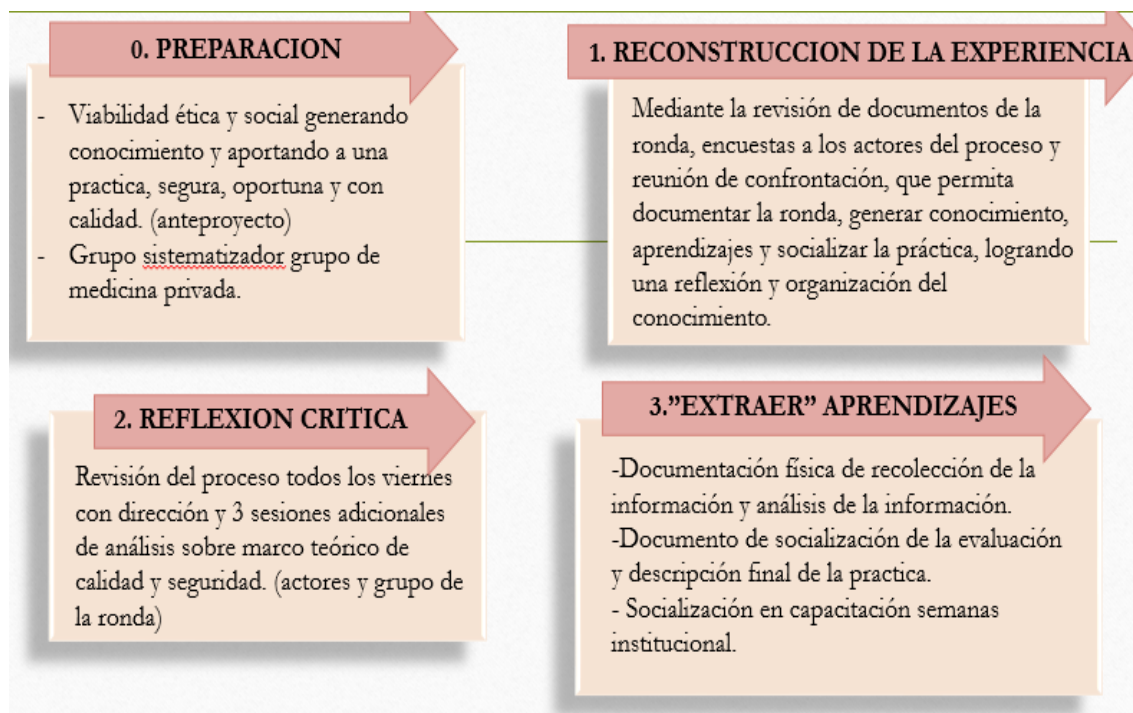 0. PREPARACION
- Viabilidad ética y social generando
conocimiento y aportando a una
practica, segura, oportuna y con
calidad. (anteproyecto)
- Grupo sistematizador grupo de
medicina privada.
1. RECONSTRUCCION DE LA EXPERIENCIA
Mediante la revisión de documentos de la
ronda, encuestas a los actores del proceso y
reunión de confrontación, que permita
documentar la ronda, generar conocimiento,
aprendizajes y socializar la práctica, logrando
una reflexión y organización del
conocimiento.
2. REFLEXION CRITICA
Revisión del proceso todos los viernes
con dirección y 3 sesiones adicionales
de análisis sobre marco teórico de
calidad y seguridad. (actores y grupo de
la ronda)
3.”EXTRAER” APRENDIZAJES
-Documentación física de recolección de la
información y análisis de la información.
-Documento de socialización de la evaluación
y descripción final de la practica.
- Socialización en capacitación semanas
institucional.